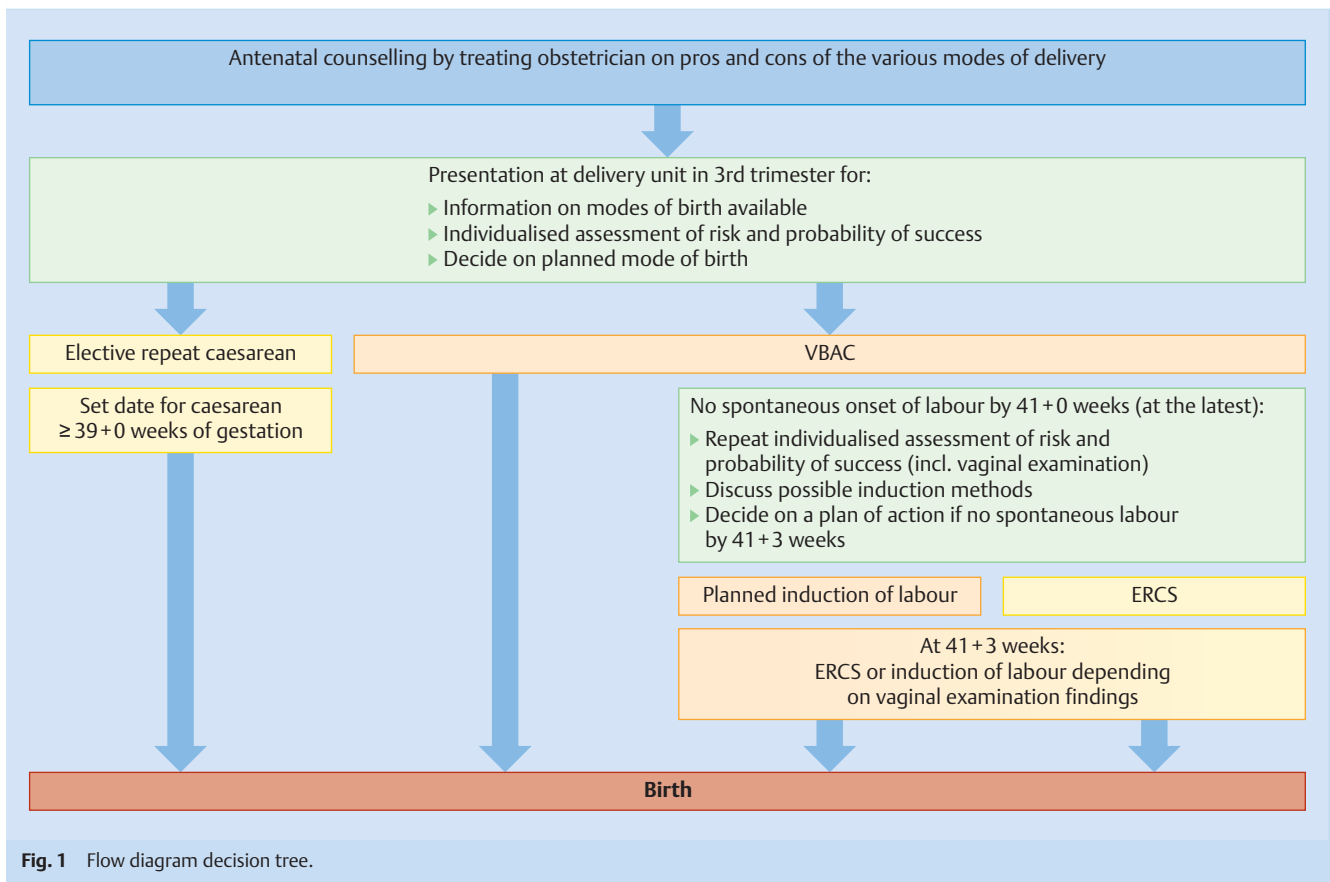 Antenatal counselling by treating obstetrician on pros and cons of the various modes of delivery
Presentation at delivery unit in 3rd trimester for:
▸ Information on modes of birth available
▸ Individualised assessment of risk and probability of success
▸ Decide on planned mode of birth
Elective repeat caesarean
VBAC
Set date for caesarean
≥ 39+0 weeks of gestation
No spontaneous onset of labour by 41+0 weeks (at the latest):
▸ Repeat individualised assessment of risk and
probability of success (incl. vaginal examination)
▸ Discuss possible induction methods
▸ Decide on a plan of action if no spontaneous labour
by 41+3 weeks
Planned induction of labour
ERCS
At 41+3 weeks:
ERCS or induction of labour depending
on vaginal examination findings
Birth
Fig. 1 Flow diagram decision tree.